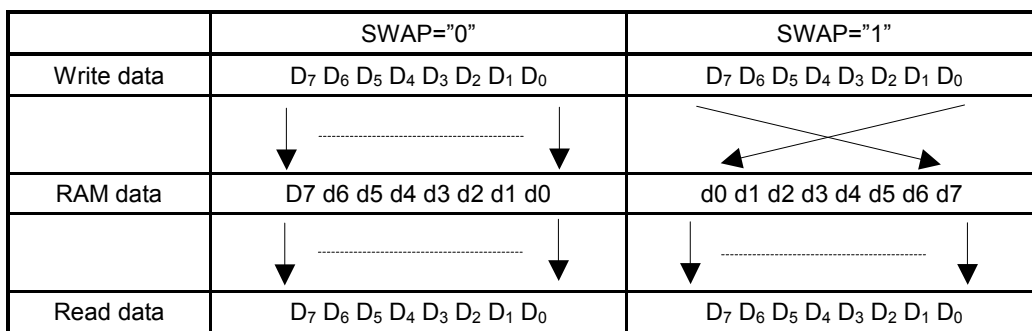 SWAP=”0” SWAP=”1”
Write data D₇ D₆ D₅ D₄ D₃ D₂ D₁ D₀ D₇ D₆ D₅ D₄ D₃ D₂ D₁ D₀
RAM data D7 d6 d5 d4 d3 d2 d1 d0 d0 d1 d2 d3 d4 d5 d6 d7
Read data D₇ D₆ D₅ D₄ D₃ D₂ D₁ D₀ D₇ D₆ D₅ D₄ D₃ D₂ D₁ D₀